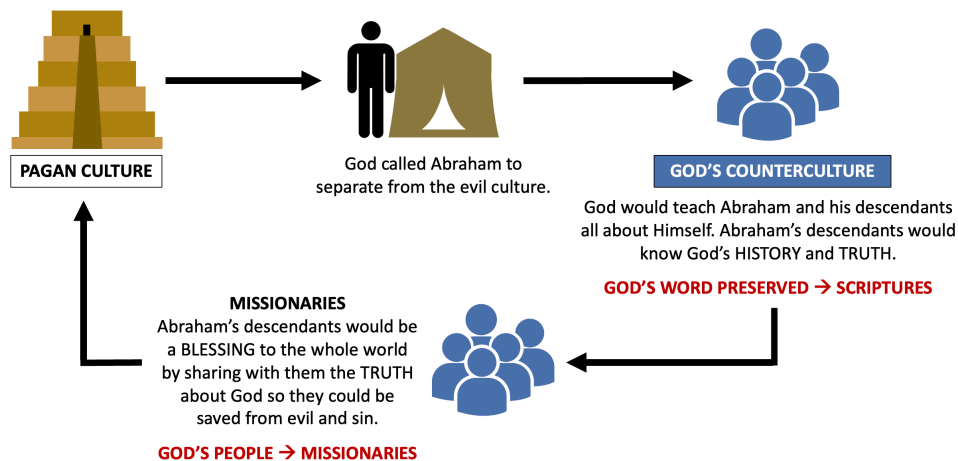 PAGAN CULTURE
God called Abraham to
separate from the evil culture.
GOD’S COUNTERCULTURE
God would teach Abraham and his descendants
all about Himself. Abraham’s descendants would
know God’s HISTORY and TRUTH.
GOD’S WORD PRESERVED → SCRIPTURES
MISSIONARIES
Abraham’s descendants would be
a BLESSING to the whole world
by sharing with them the TRUTH
about God so they could be
saved from evil and sin.
GOD’S PEOPLE → MISSIONARIES